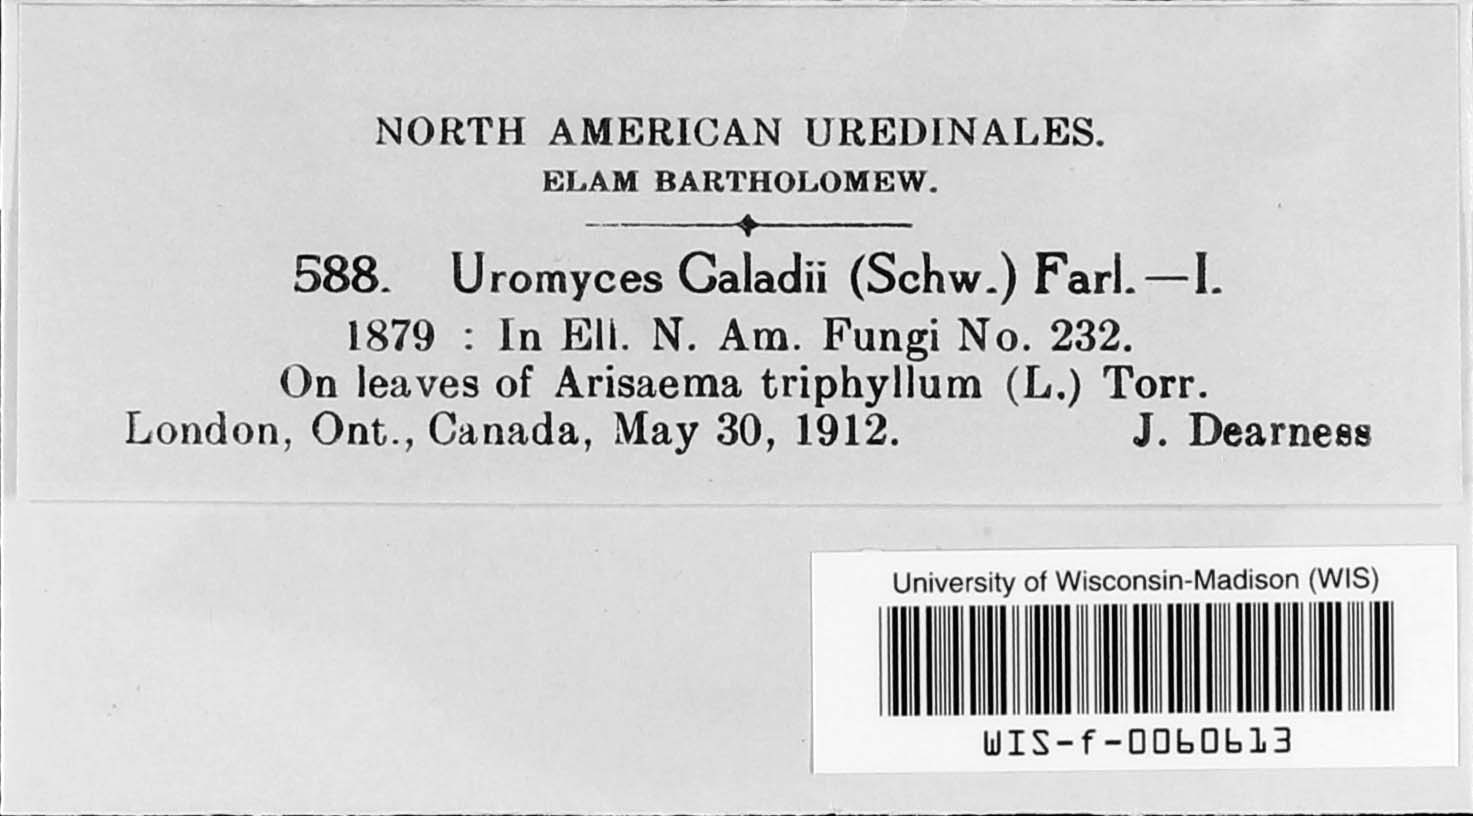 NORTH AMERICAN UREDINALES.
ELAM BARTHOLOMEW.
588. Uromyces Caladii (Schw.) Farl. —I.
1879 : In Ell. N. Am. Fungi No. 232.
On leaves of Arisaema triphyllum (L.) Torr.
London, Ont., Canada, May 30, 1912. J. Dearness
University of Wisconsin-Madison (WIS)
WIS-f-0060613